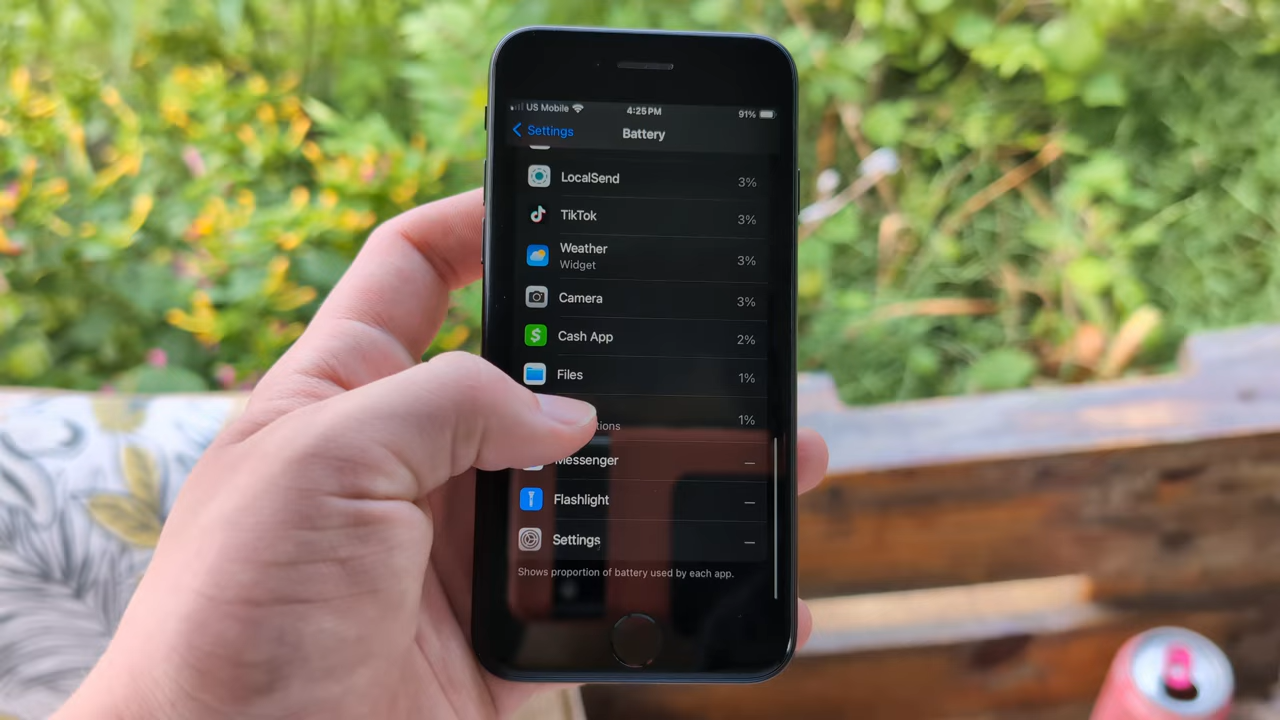 US Mobile 4:25 PM 91%
Settings Battery
LocalSend 3%
TikTok 3%
Weather
Widget 3%
Camera 3%
Cash App 2%
Files 1%
tions 1%
Messenger –
Flashlight –
Settings –
Shows proportion of battery used by each app.